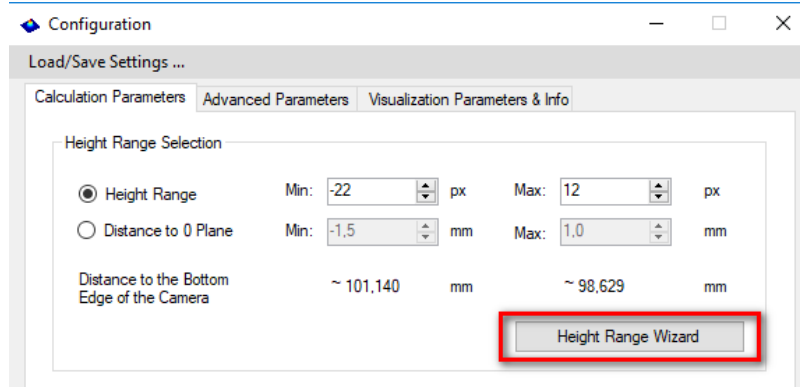 Configuration
Load/Save Settings ...
Calculation Parameters Advanced Parameters Visualization Parameters & Info
Height Range Selection
Height Range Min: -22 px Max: 12 px
Distance to 0 Plane Min: -1,5 mm Max: 1,0 mm
Distance to the Bottom
Edge of the Camera ~ 101,140 mm ~ 98,629 mm
Height Range Wizard